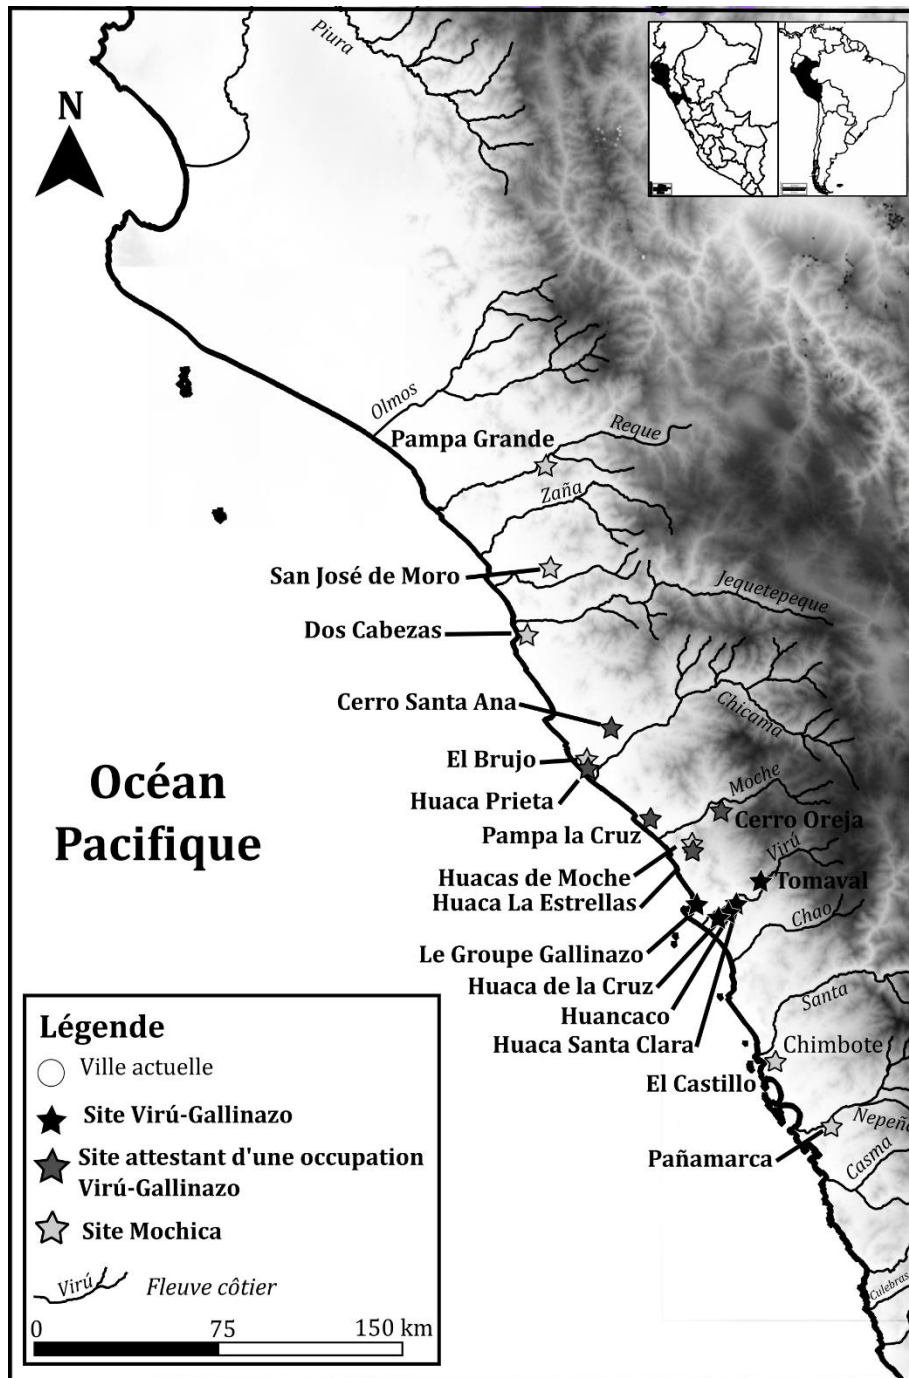 Piura
N
Olmos
Reque
Pampa Grande
Zaña
San José de Moro
Jequetepeque
Dos Cabezas
Cerro Santa Ana
Chicama
El Brujo
Océan
Pacifique
Huaca Prieta
Moche
Cerro Oreja
Pampa la Cruz
Virú
Huacas de Moche
Tomaval
Huaca La Estrellas
Chao
Le Groupe Gallinazo
Huaca de la Cruz
Santa
Huancaco
Huaca Santa Clara
Chimbote
El Castillo
Nepeñe
Pañamarca
Casma
Culebras
Légende
Ville actuelle
Site Virú-Gallinazo
Site attestant d'une occupation
Virú-Gallinazo
Site Mochica
Virú
Fleuve côtier
0 75 150 km